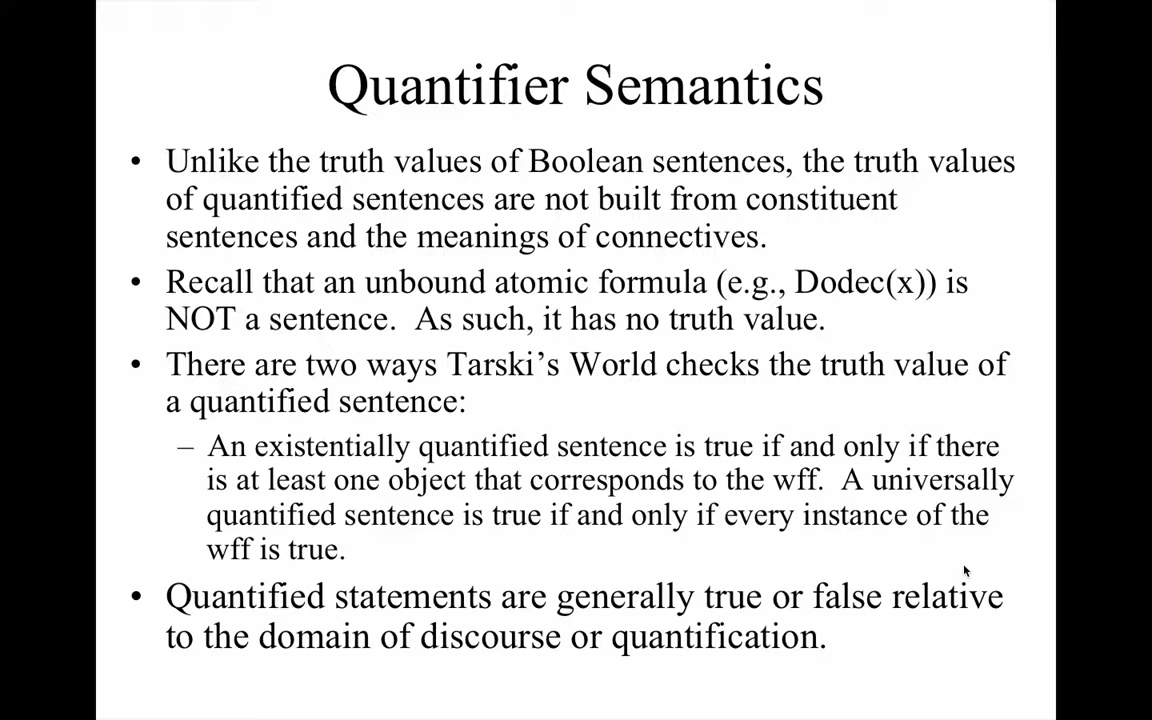 Quantifier Semantics
• Unlike the truth values of Boolean sentences, the truth values
of quantified sentences are not built from constituent
sentences and the meanings of connectives.
• Recall that an unbound atomic formula (e.g., Dodec(x)) is
NOT a sentence.  As such, it has no truth value.
• There are two ways Tarski’s World checks the truth value of
a quantified sentence:
– An existentially quantified sentence is true if and only if there
is at least one object that corresponds to the wff.  A universally
quantified sentence is true if and only if every instance of the
wff is true.
• Quantified statements are generally true or false relative
to the domain of discourse or quantification.